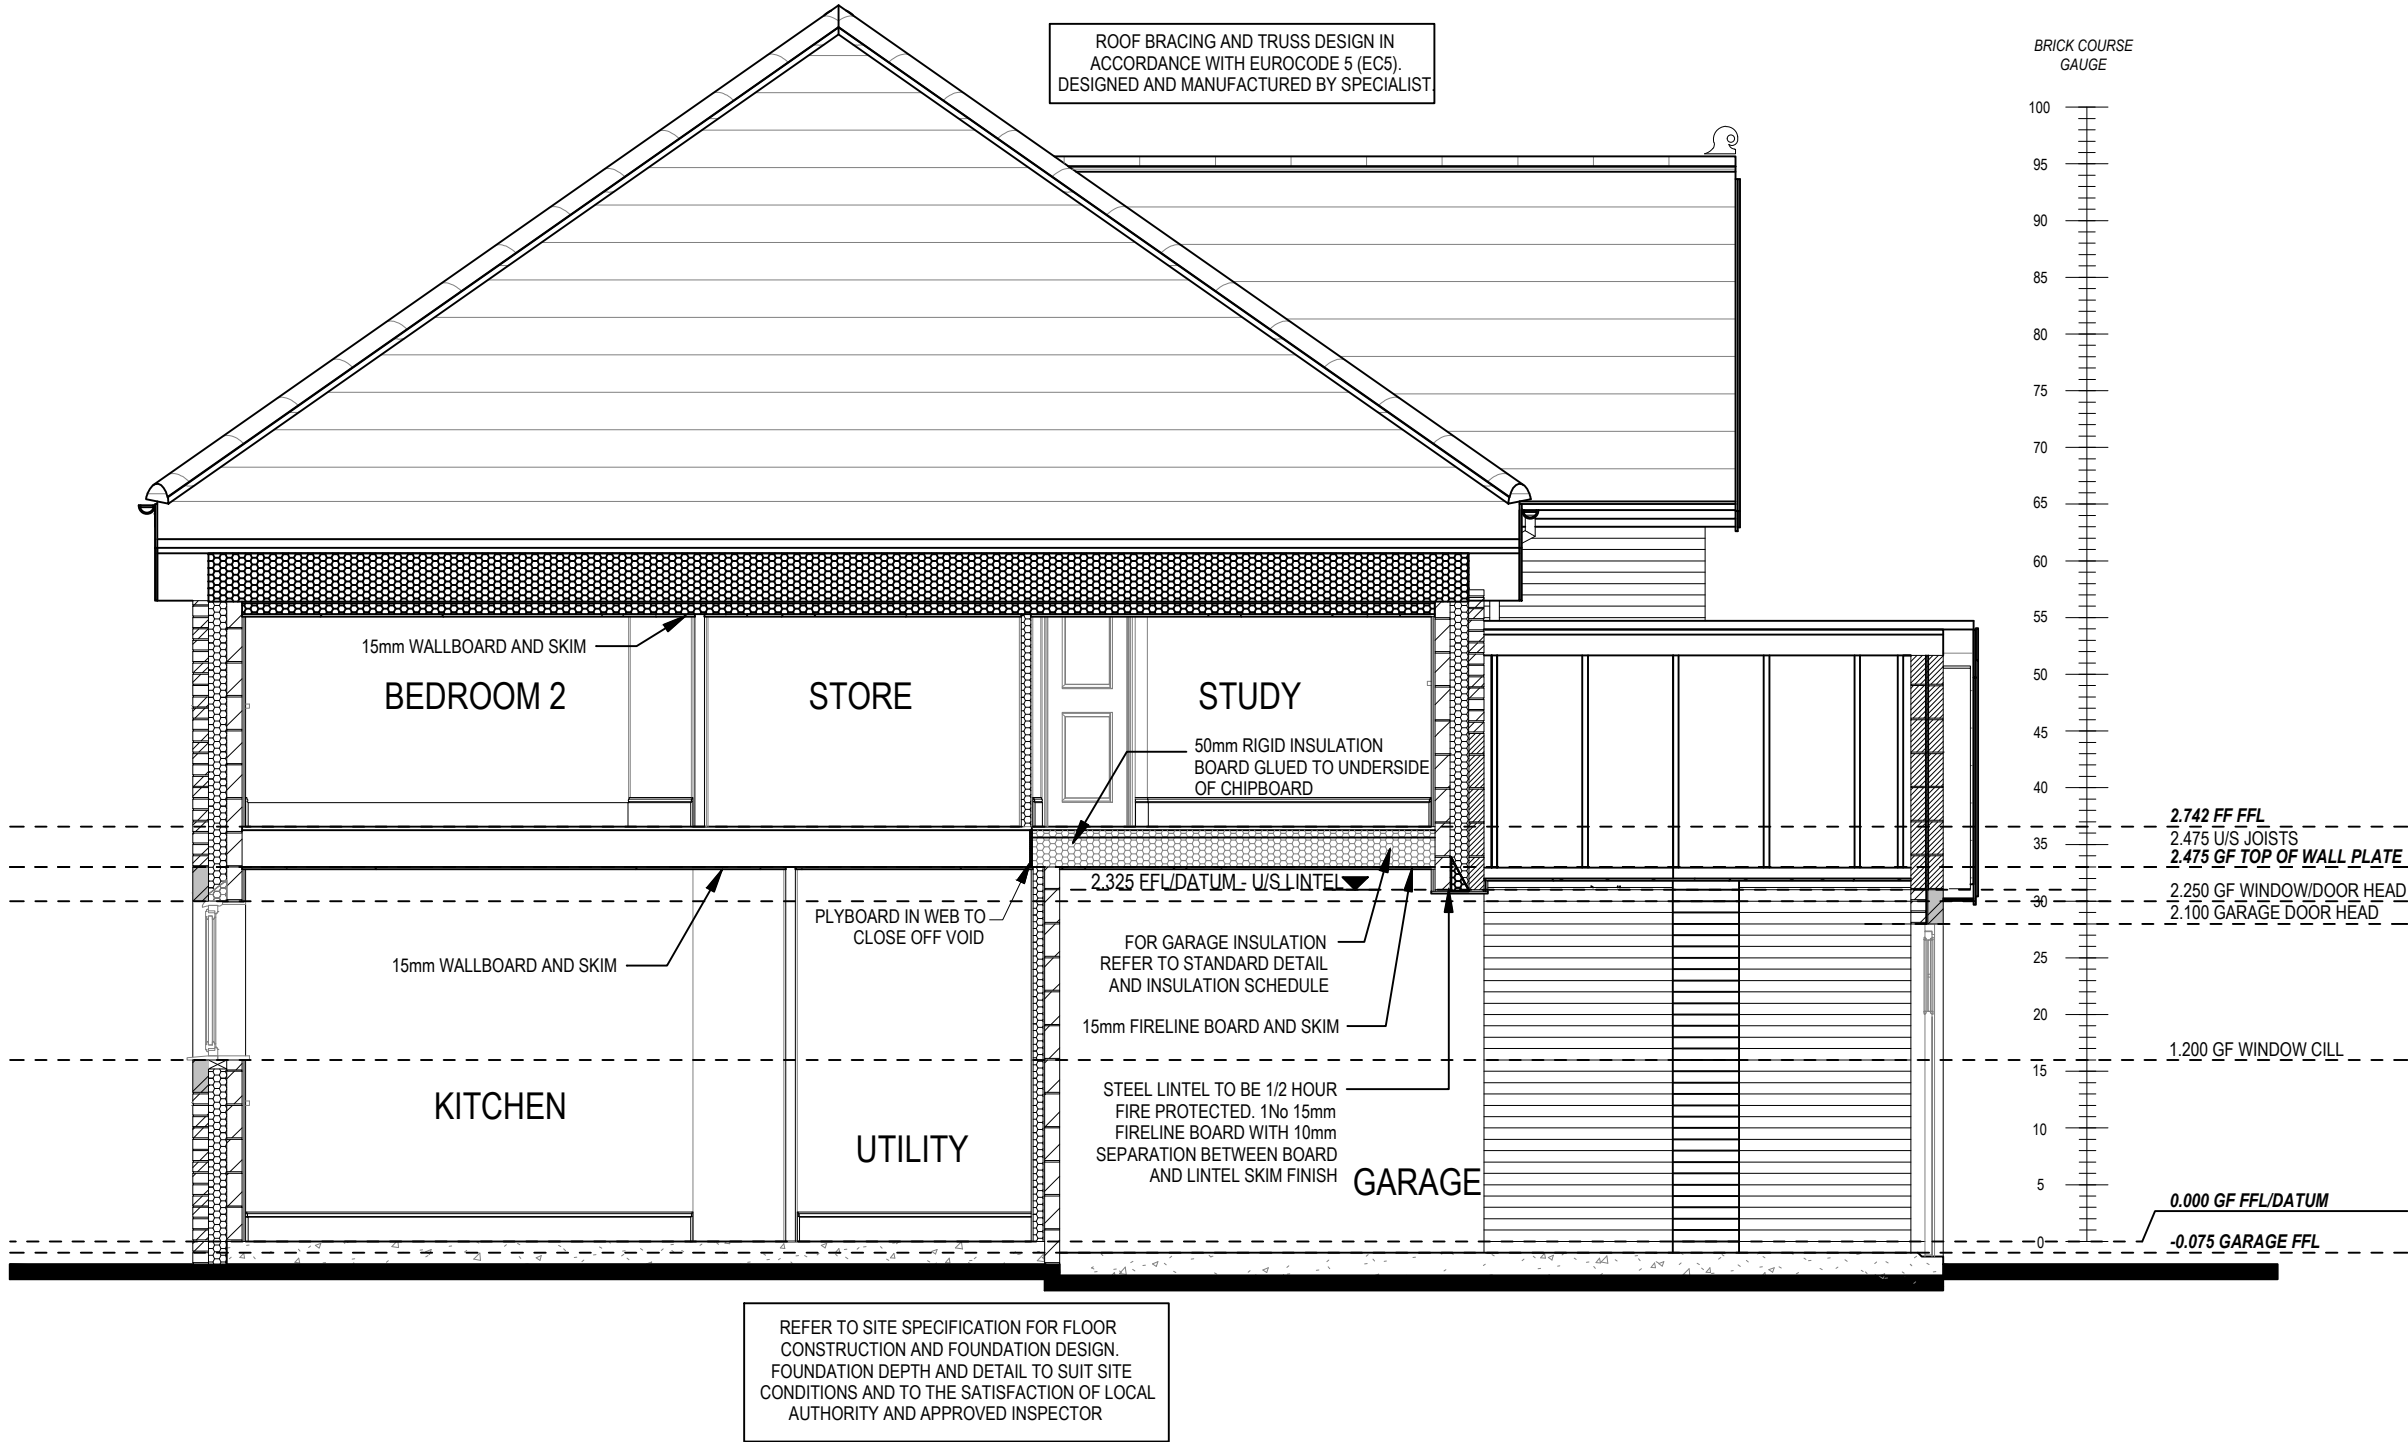 ROOF BRACING AND TRUSS DESIGN IN
ACCORDANCE WITH EUROCODE 5 (EC5).
DESIGNED AND MANUFACTURED BY SPECIALIST.
BRICK COURSE
GAUGE
100
95
90
85
80
75
70
65
60
55
50
45
40
35
30
25
20
15
10
5
0
15mm WALLBOARD AND SKIM
BEDROOM 2
STORE
STUDY
50mm RIGID INSULATION
BOARD GLUED TO UNDERSIDE
OF CHIPBOARD
2.742 FF FFL
2.475 U/S JOISTS
2.475 GF TOP OF WALL PLATE
2.325 FFL/DATUM - U/S LINTEL
2.250 GF WINDOW/DOOR HEAD
2.100 GARAGE DOOR HEAD
PLYBOARD IN WEB TO
CLOSE OFF VOID
15mm WALLBOARD AND SKIM
FOR GARAGE INSULATION
REFER TO STANDARD DETAIL
AND INSULATION SCHEDULE
15mm FIRELINE BOARD AND SKIM
1.200 GF WINDOW CILL
STEEL LINTEL TO BE 1/2 HOUR
FIRE PROTECTED. 1No 15mm
FIRELINE BOARD WITH 10mm
SEPARATION BETWEEN BOARD
AND LINTEL SKIM FINISH
KITCHEN
UTILITY
GARAGE
0.000 GF FFL/DATUM
-0.075 GARAGE FFL
REFER TO SITE SPECIFICATION FOR FLOOR
CONSTRUCTION AND FOUNDATION DESIGN.
FOUNDATION DEPTH AND DETAIL TO SUIT SITE
CONDITIONS AND TO THE SATISFACTION OF LOCAL
AUTHORITY AND APPROVED INSPECTOR